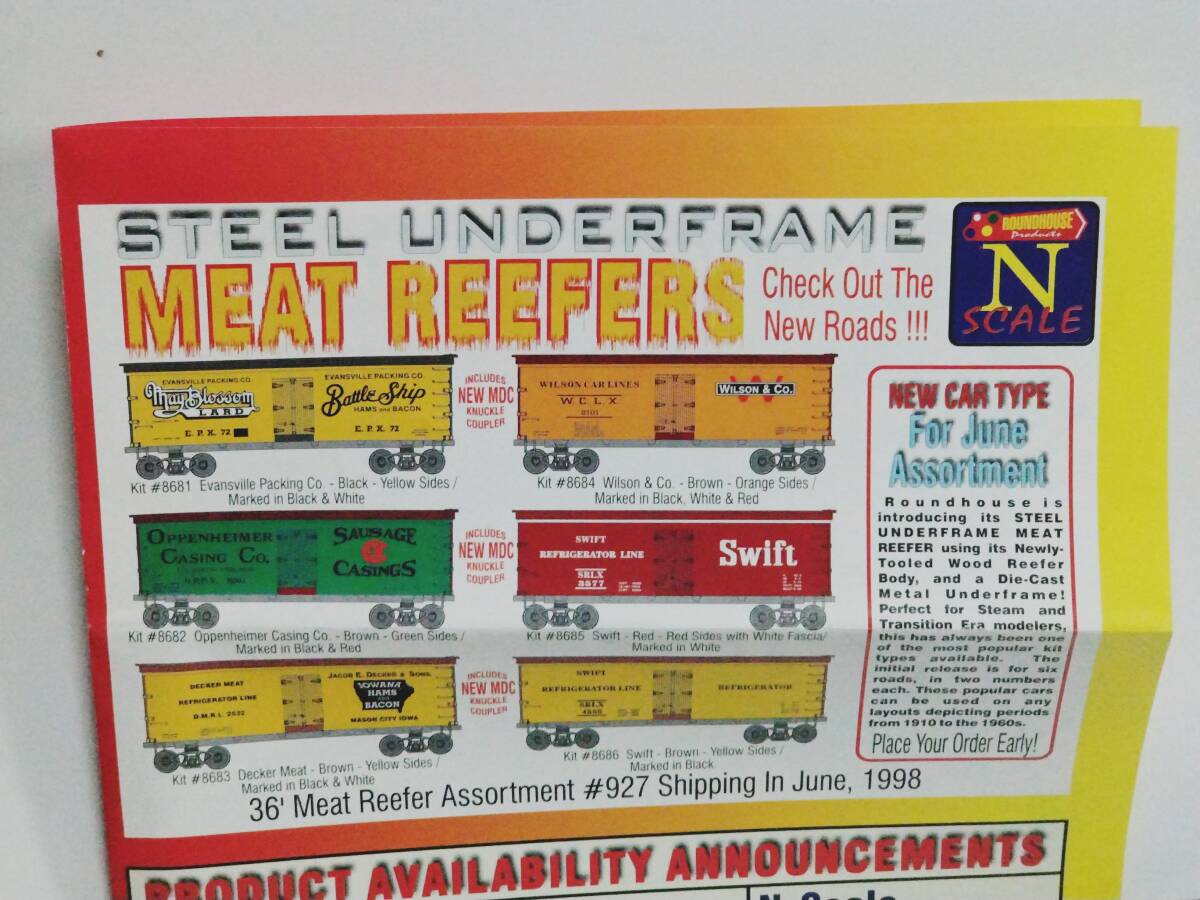 STEEL UNDERFRAME
MEAT REEFERS
Check Out The
New Roads !!!
ROUNDHOUSE
Products
N
SCALE
EVANSVILLE PACKING CO.
May Blossom
LARD
E. P. X. 72
EVANSVILLE PACKING CO.
Battle Ship
HAMS and BACON
E. P. X. 72
INCLUDES
NEW MDC
KNUCKLE
COUPLER
WILSON CAR LINES
W C L X
8101
WILSON & CO.
Kit #8681 Evansville Packing Co. - Black - Yellow Sides /
Marked in Black & White
Kit #8684 Wilson & Co. - Brown - Orange Sides /
Marked in Black, White & Red
OPPENHEIMER
CASING CO.
SAUSAGE
CASINGS
INCLUDES
NEW MDC
KNUCKLE
COUPLER
SWIFT
REFRIGERATOR LINE
SRLX
3577
Swift
Kit #8682 Oppenheimer Casing Co. - Brown - Green Sides /
Marked in Black & Red
Kit #8685 Swift - Red - Red Sides with White Fascia/
Marked in White
DECKER MEAT
REFRIGERATOR LINE
D.M.R.L 2532
JACOB E. DECKER & SONS.
IOWANA
HAMS
AND
BACON
MASON CITY IOWA
INCLUDES
NEW MDC
KNUCKLE
COUPLER
SWIFT
REFRIGERATOR LINE
SRLX
REFRIGERATOR
Kit #8683 Decker Meat - Brown - Yellow Sides /
Marked in Black & White
Kit #8686 Swift - Brown - Yellow Sides /
Marked in Black
36' Meat Reefer Assortment #927 Shipping In June, 1998
NEW CAR TYPE
For June
Assortment
Roundhouse is
introducing its STEEL
UNDERFRAME MEAT
REEFER using its Newly-
Tooled Wood Reefer
Body, and a Die-Cast
Metal Underframe!
Perfect for Steam and
Transition Era modelers,
this has always been one
of the most popular kit
types available. The
initial release is for six
roads, in two numbers
each. These popular cars
can be used on any
layouts depicting periods
from 1910 to the 1960s.
Place Your Order Early!
PRODUCT AVAILABILITY ANNOUNCEMENTS
N Scale